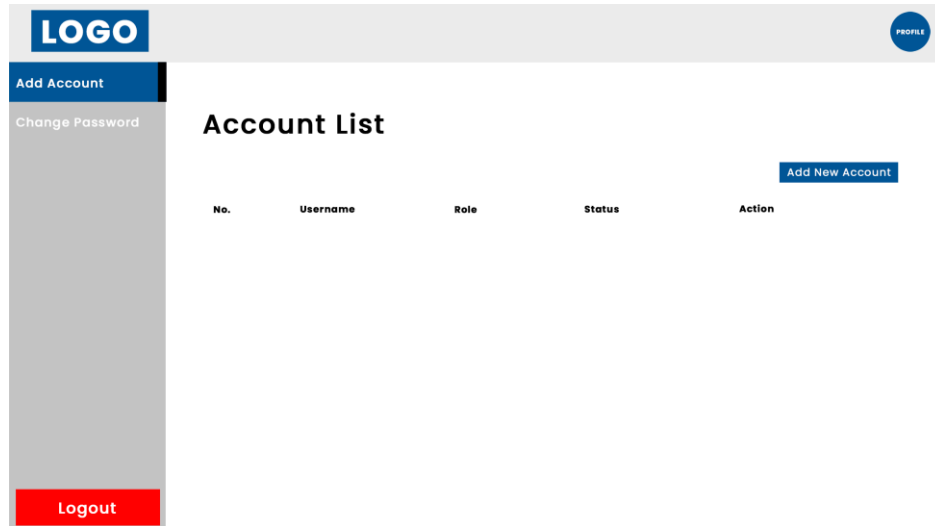 LOGO
PROFILE
Add Account
Change Password
Account List
Add New Account
No. Username Role Status Action
Logout